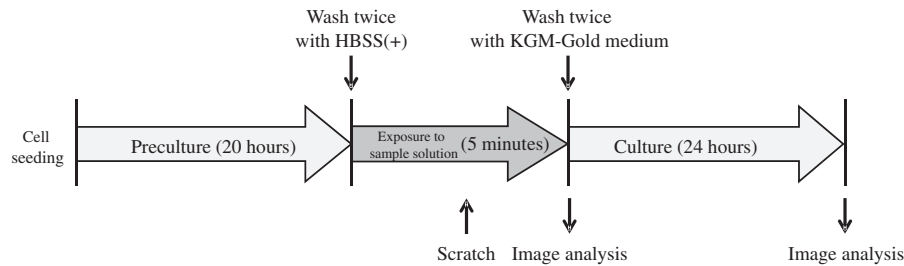 Wash twice
with HBSS(+)
Wash twice
with KGM-Gold medium
Cell
seeding
Preculture (20 hours)
Exposure to
sample solution (5 minutes)
Culture (24 hours)
Scratch
Image analysis
Image analysis